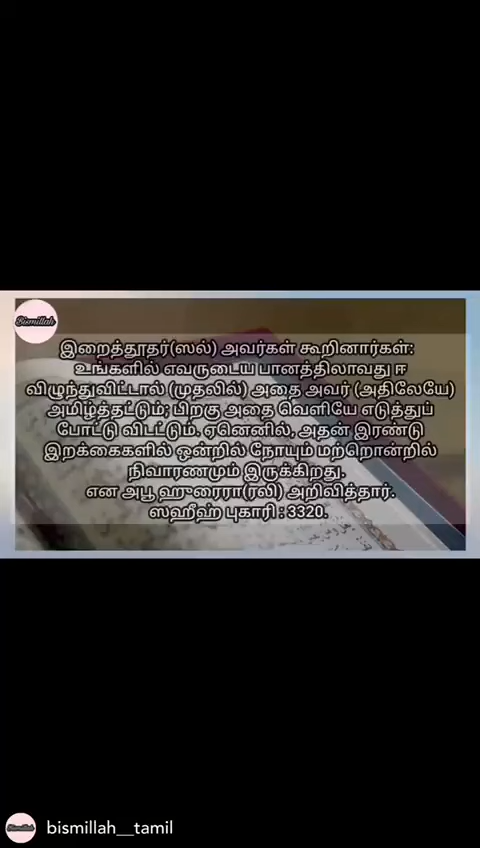 Bismillah
இறைத்தூதர்(ஸல்) அவர்கள் கூறினார்கள்:
உங்களில் எவருடைய பானத்திலாவது ஈ
விழுந்துவிட்டால் (முதலில்) அதை அவர் (அதிலேயே)
அமிழ்த்தட்டும்; பிறகு அதை வெளியே எடுத்துப்
போட்டு விடட்டும். ஏனெனில், அதன் இரண்டு
இறக்கைகளில் ஒன்றில் நோயும் மற்றொன்றில்
நிவாரணமும் இருக்கிறது.
என அபூ ஹுரைரா(ரலி) அறிவித்தார்.
ஸஹீஹ் புகாரி : 3320.
Bismillah
bismillah__tamil